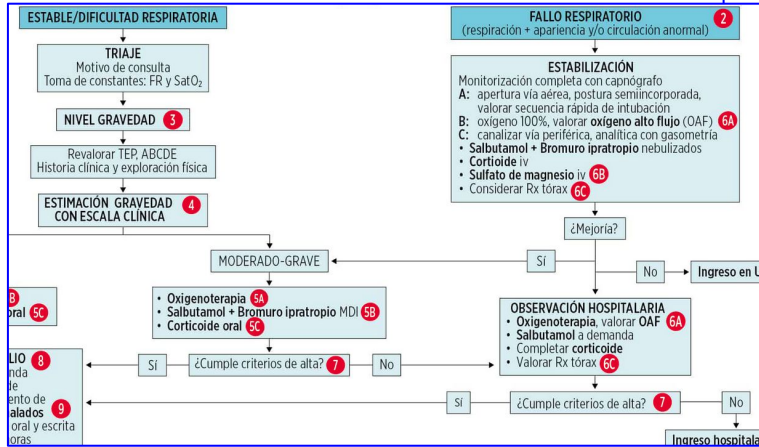 ESTABLE/DIFICULTAD RESPIRATORIA
TRIAJE
Motivo de consulta
Toma de constantes: FR y SatO₂
NIVEL GRAVEDAD 3
Revalorar TEP, ABCDE
Historia clínica y exploración física
ESTIMACIÓN GRAVEDAD
CON ESCALA CLÍNICA
4
MODERADO-GRAVE
• Oxigenoterapia 5A
• Salbutamol + Bromuro ipratropio MDI 5B
• Corticoide oral 5C
¿Cumple criterios de alta? 7
Sí
No
B
oral 5C
LIO 8
nda
de
ento de
alados 9
oral y escrita
oras
FALLO RESPIRATORIO 2
(respiración + apariencia y/o circulación anormal)
ESTABILIZACIÓN
Monitorización completa con capnógrafo
A: apertura vía aérea, postura semiincorporada,
valorar secuencia rápida de intubación
B: oxígeno 100%, valorar oxígeno alto flujo (OAF) 6A
C: canalizar vía periférica, analítica con gasometría
• Salbutamol + Bromuro ipratropio nebulizados
• Cortioide iv
• Sulfato de magnesio iv 6B
• Considerar Rx tórax 6C
¿Mejoría?
Sí
No
Ingreso en U
OBSERVACIÓN HOSPITALARIA
• Oxigenoterapia, valorar OAF 6A
• Salbutamol a demanda
• Completar corticoide
• Valorar Rx tórax 6C
¿Cumple criterios de alta? 7
sí
No
Ingreso hospitala